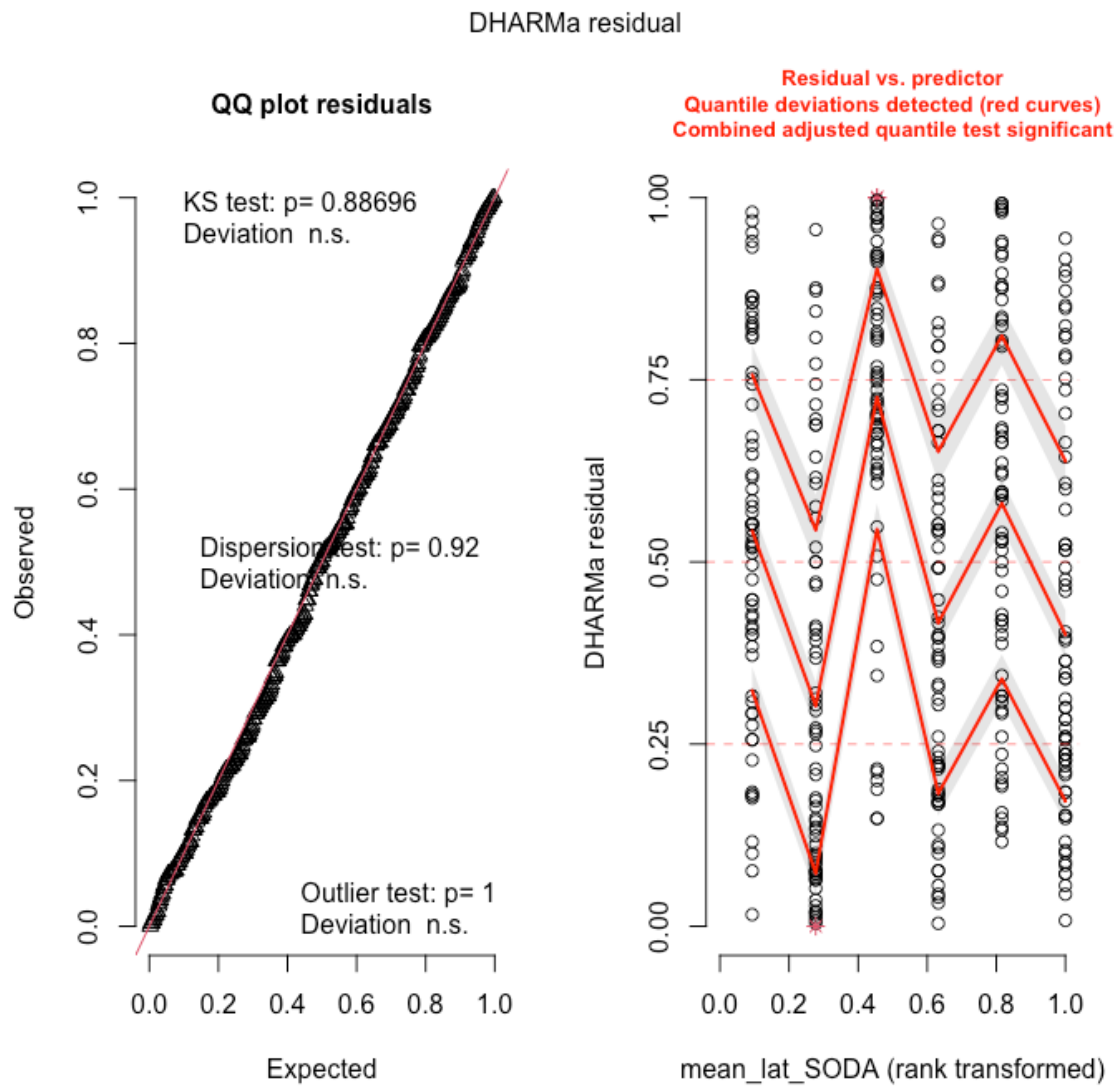 DHARMa residual
QQ plot residuals
KS test: p= 0.88696
Deviation  n.s.
Dispersion test: p= 0.92
Deviation n.s.
Outlier test: p= 1
Deviation  n.s.
Observed
0.0
0.2
0.4
0.6
0.8
1.0
0.0
0.2
0.4
0.6
0.8
1.0
Expected
Residual vs. predictor
Quantile deviations detected (red curves)
Combined adjusted quantile test significant
DHARMa residual
0.00
0.25
0.50
0.75
1.00
0.0
0.2
0.4
0.6
0.8
1.0
mean_lat_SODA (rank transformed)